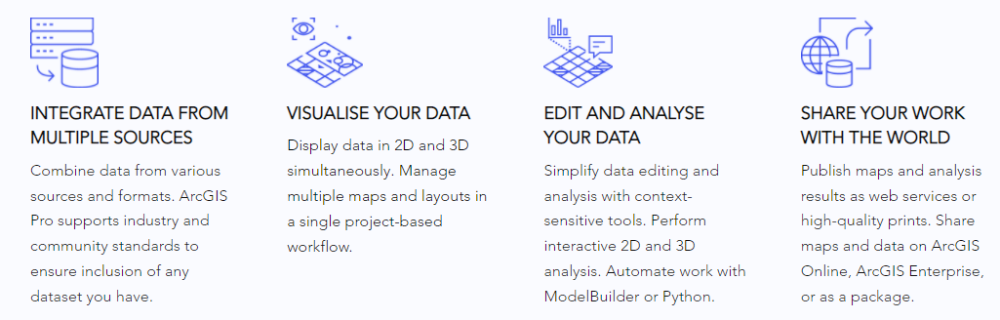 INTEGRATE DATA FROM
MULTIPLE SOURCES
Combine data from various
sources and formats. ArcGIS
Pro supports industry and
community standards to
ensure inclusion of any
dataset you have.
VISUALISE YOUR DATA
Display data in 2D and 3D
simultaneously. Manage
multiple maps and layouts in
a single project-based
workflow.
EDIT AND ANALYSE
YOUR DATA
Simplify data editing and
analysis with context-
sensitive tools. Perform
interactive 2D and 3D
analysis. Automate work with
ModelBuilder or Python.
SHARE YOUR WORK
WITH THE WORLD
Publish maps and analysis
results as web services or
high-quality prints. Share
maps and data on ArcGIS
Online, ArcGIS Enterprise,
or as a package.